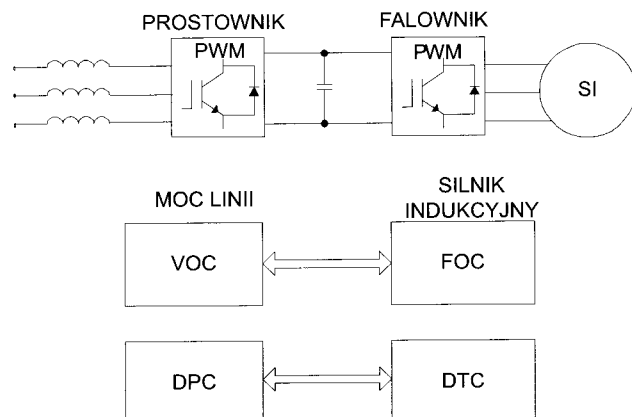 PROSTOWNIK
PWM
FALOWNIK
PWM
SI
MOC LINII
SILNIK
INDUKCYJNY
VOC
FOC
DPC
DTC